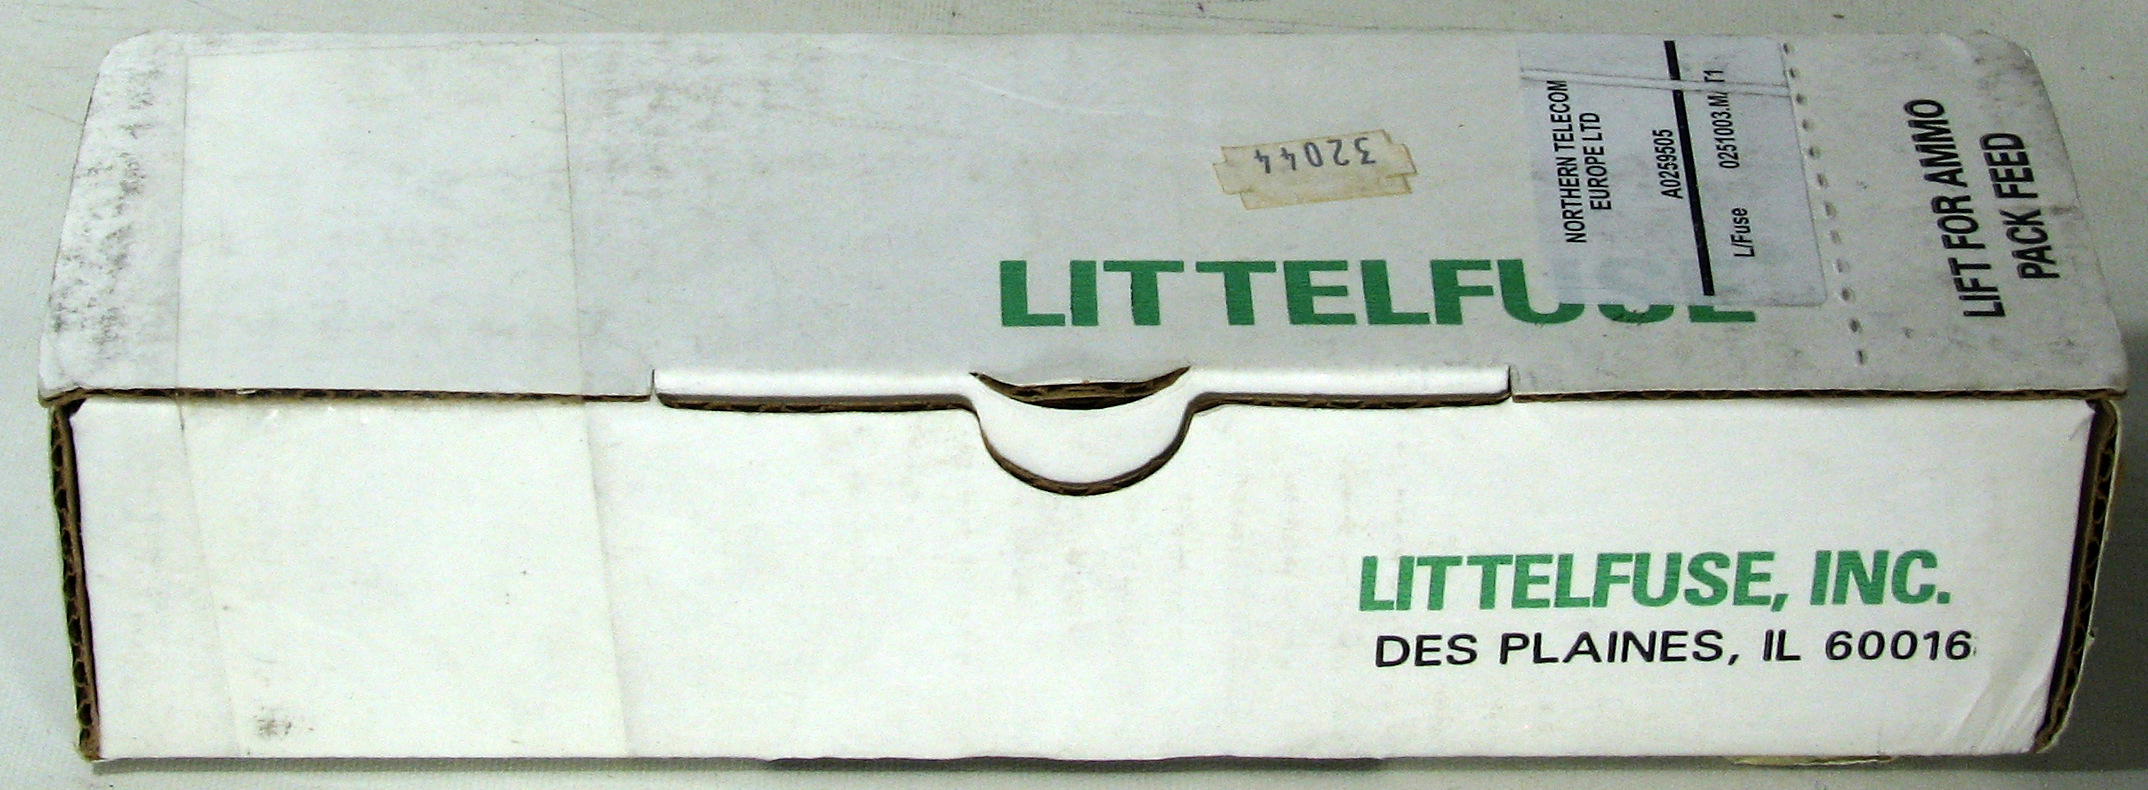 32044
LITTELFUSE
NORTHERN TELECOM
EUROPE LTD
A0259505
L/Fuse 0251003.MAT1
LIFT FOR AMMO
PACK FEED
LITTELFUSE, INC.
DES PLAINES, IL 60016